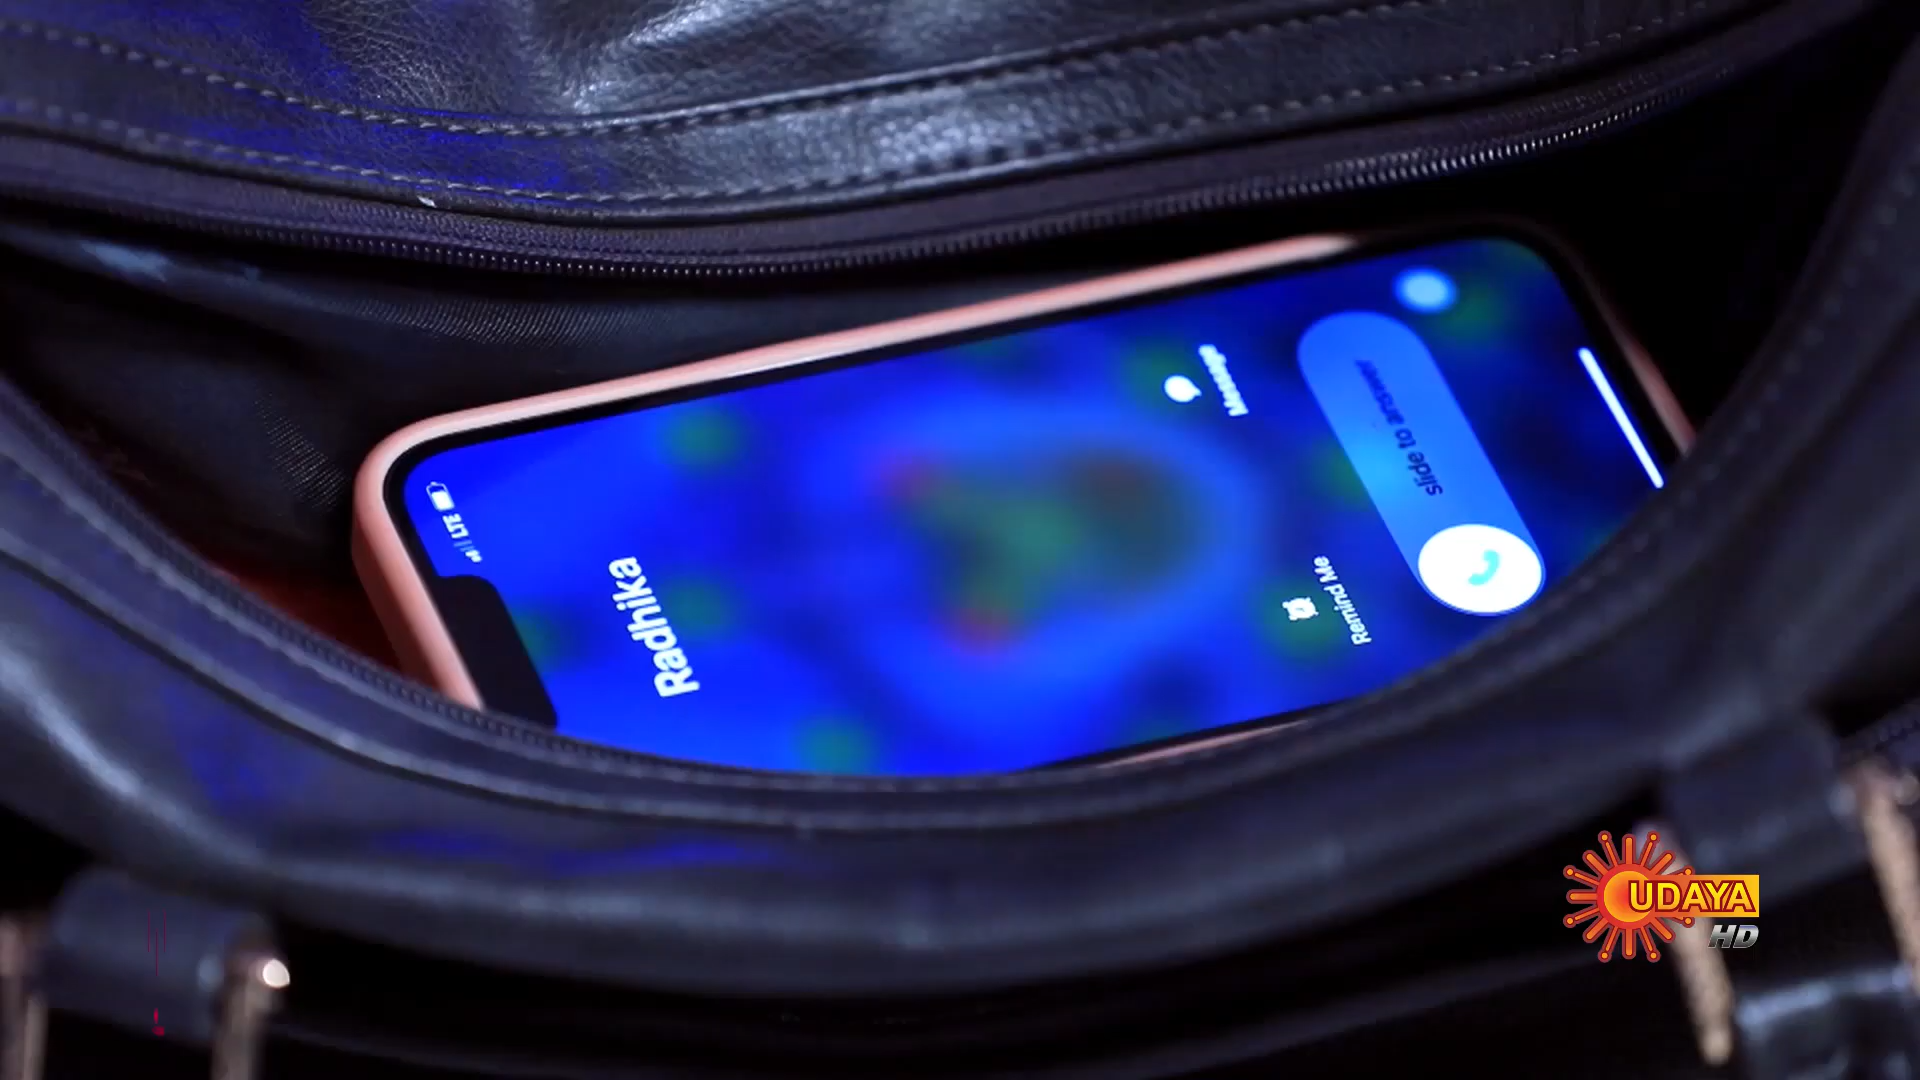 LTE
Radhika
Message
Remind Me
slide to answer
UDAYA
HD